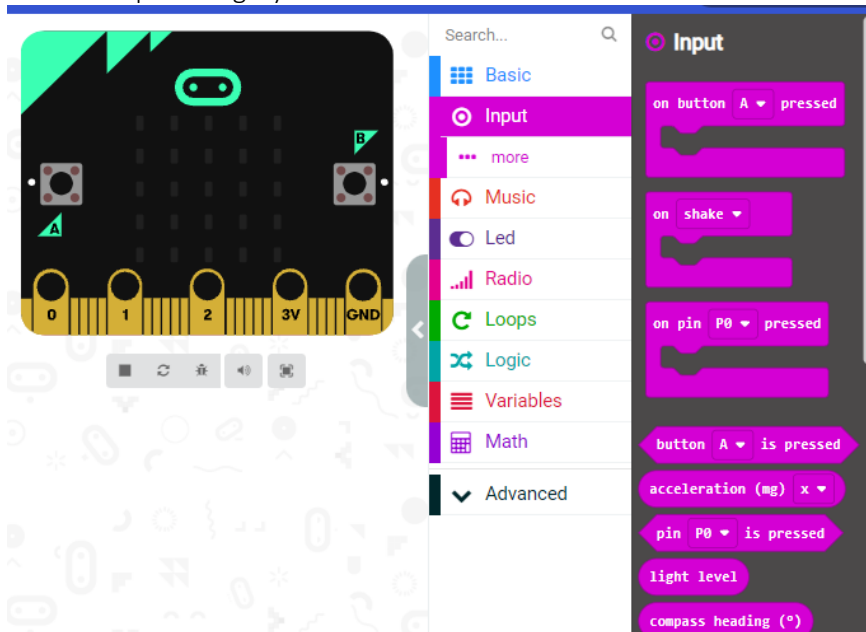 B
A
0 1 2 3V GND
Search...
Basic
Input
more
Music
Led
Radio
Loops
Logic
Variables
Math
Advanced
Input
on button A pressed
on shake
on pin P0 pressed
button A is pressed
acceleration (mg) x
pin P0 is pressed
light level
compass heading (°)